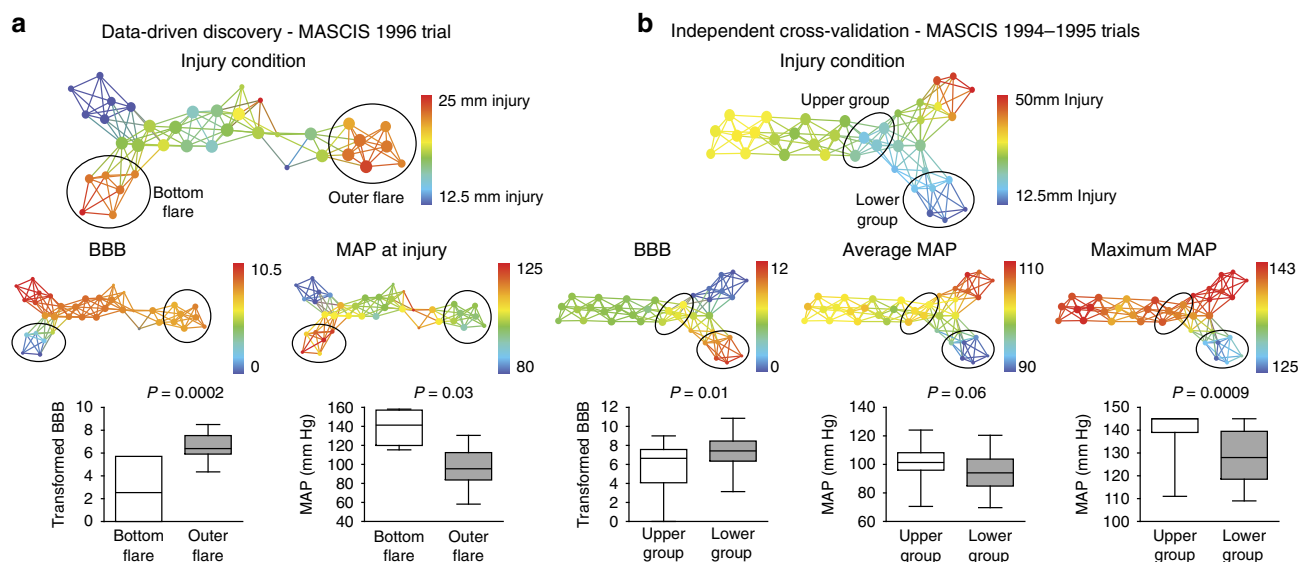 a
Data-driven discovery - MASCIS 1996 trial
Injury condition
25 mm injury
12.5 mm injury
Bottom
flare
Outer flare
BBB
10.5
0
MAP at injury
125
80
P = 0.0002
Transformed BBB
10
8
6
4
2
0
Bottom
flare
Outer
flare
P = 0.03
MAP (mm Hg)
160
140
120
100
80
60
40
Bottom
flare
Outer
flare
b
Independent cross-validation - MASCIS 1994–1995 trials
Injury condition
Upper group
50mm Injury
12.5mm Injury
Lower
group
BBB
12
0
Average MAP
110
90
Maximum MAP
143
125
P = 0.01
Transformed BBB
12
10
8
6
4
2
0
Upper
group
Lower
group
P = 0.06
MAP (mm Hg)
140
120
100
80
60
Upper
group
Lower
group
P = 0.0009
MAP (mm Hg)
150
140
130
120
110
100
Upper
group
Lower
group